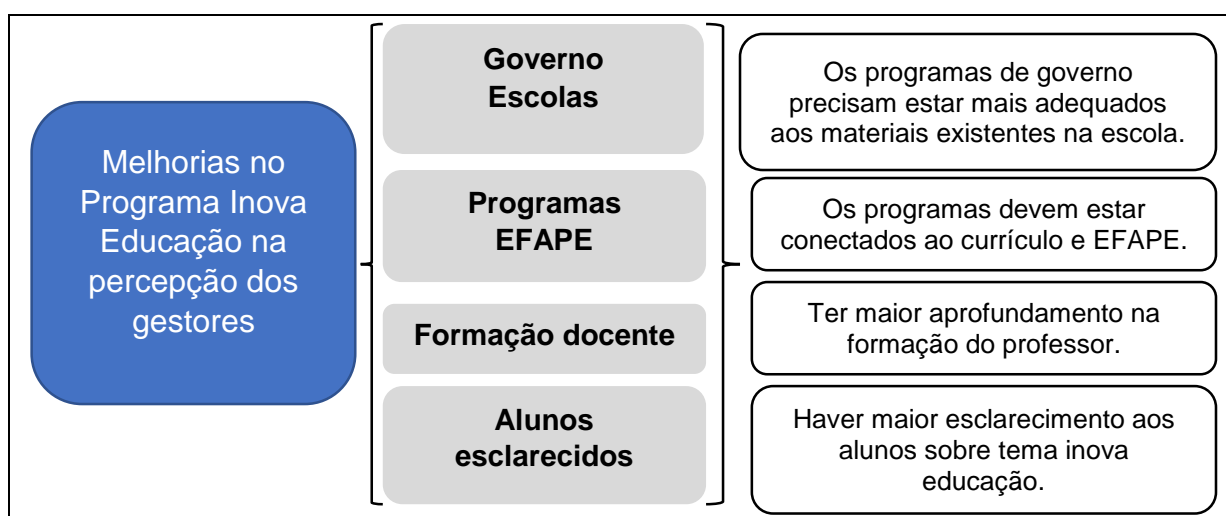 Melhorias no
Programa Inova
Educação na
percepção dos
gestores
Governo
Escolas
Os programas de governo
precisam estar mais adequados
aos materiais existentes na escola.
Programas
EFAPE
Os programas devem estar
conectados ao currículo e EFAPE.
Formação docente
Ter maior aprofundamento na
formação do professor.
Alunos
esclarecidos
Haver maior esclarecimento aos
alunos sobre tema inova
educação.